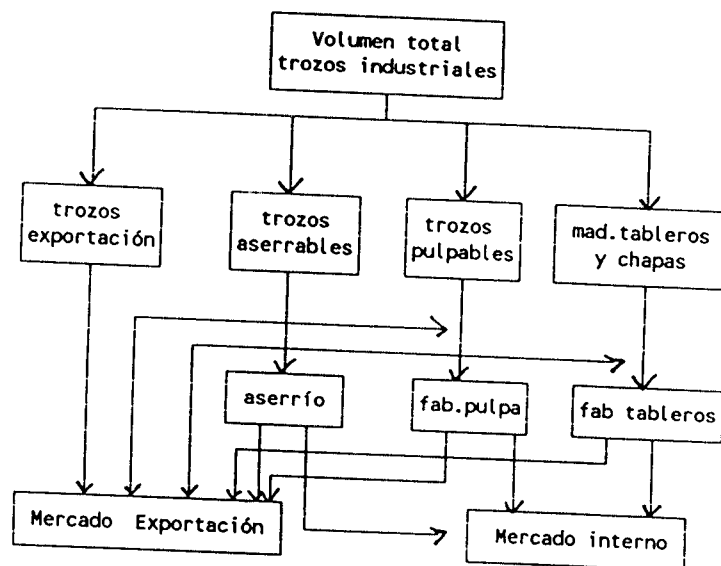 Volumen total
trozos industriales
trozos
exportación
trozos
aserrables
trozos
pulpables
mad.tableros
y chapas
aserrío
fab.pulpa
fab tableros
Mercado Exportación
Mercado interno